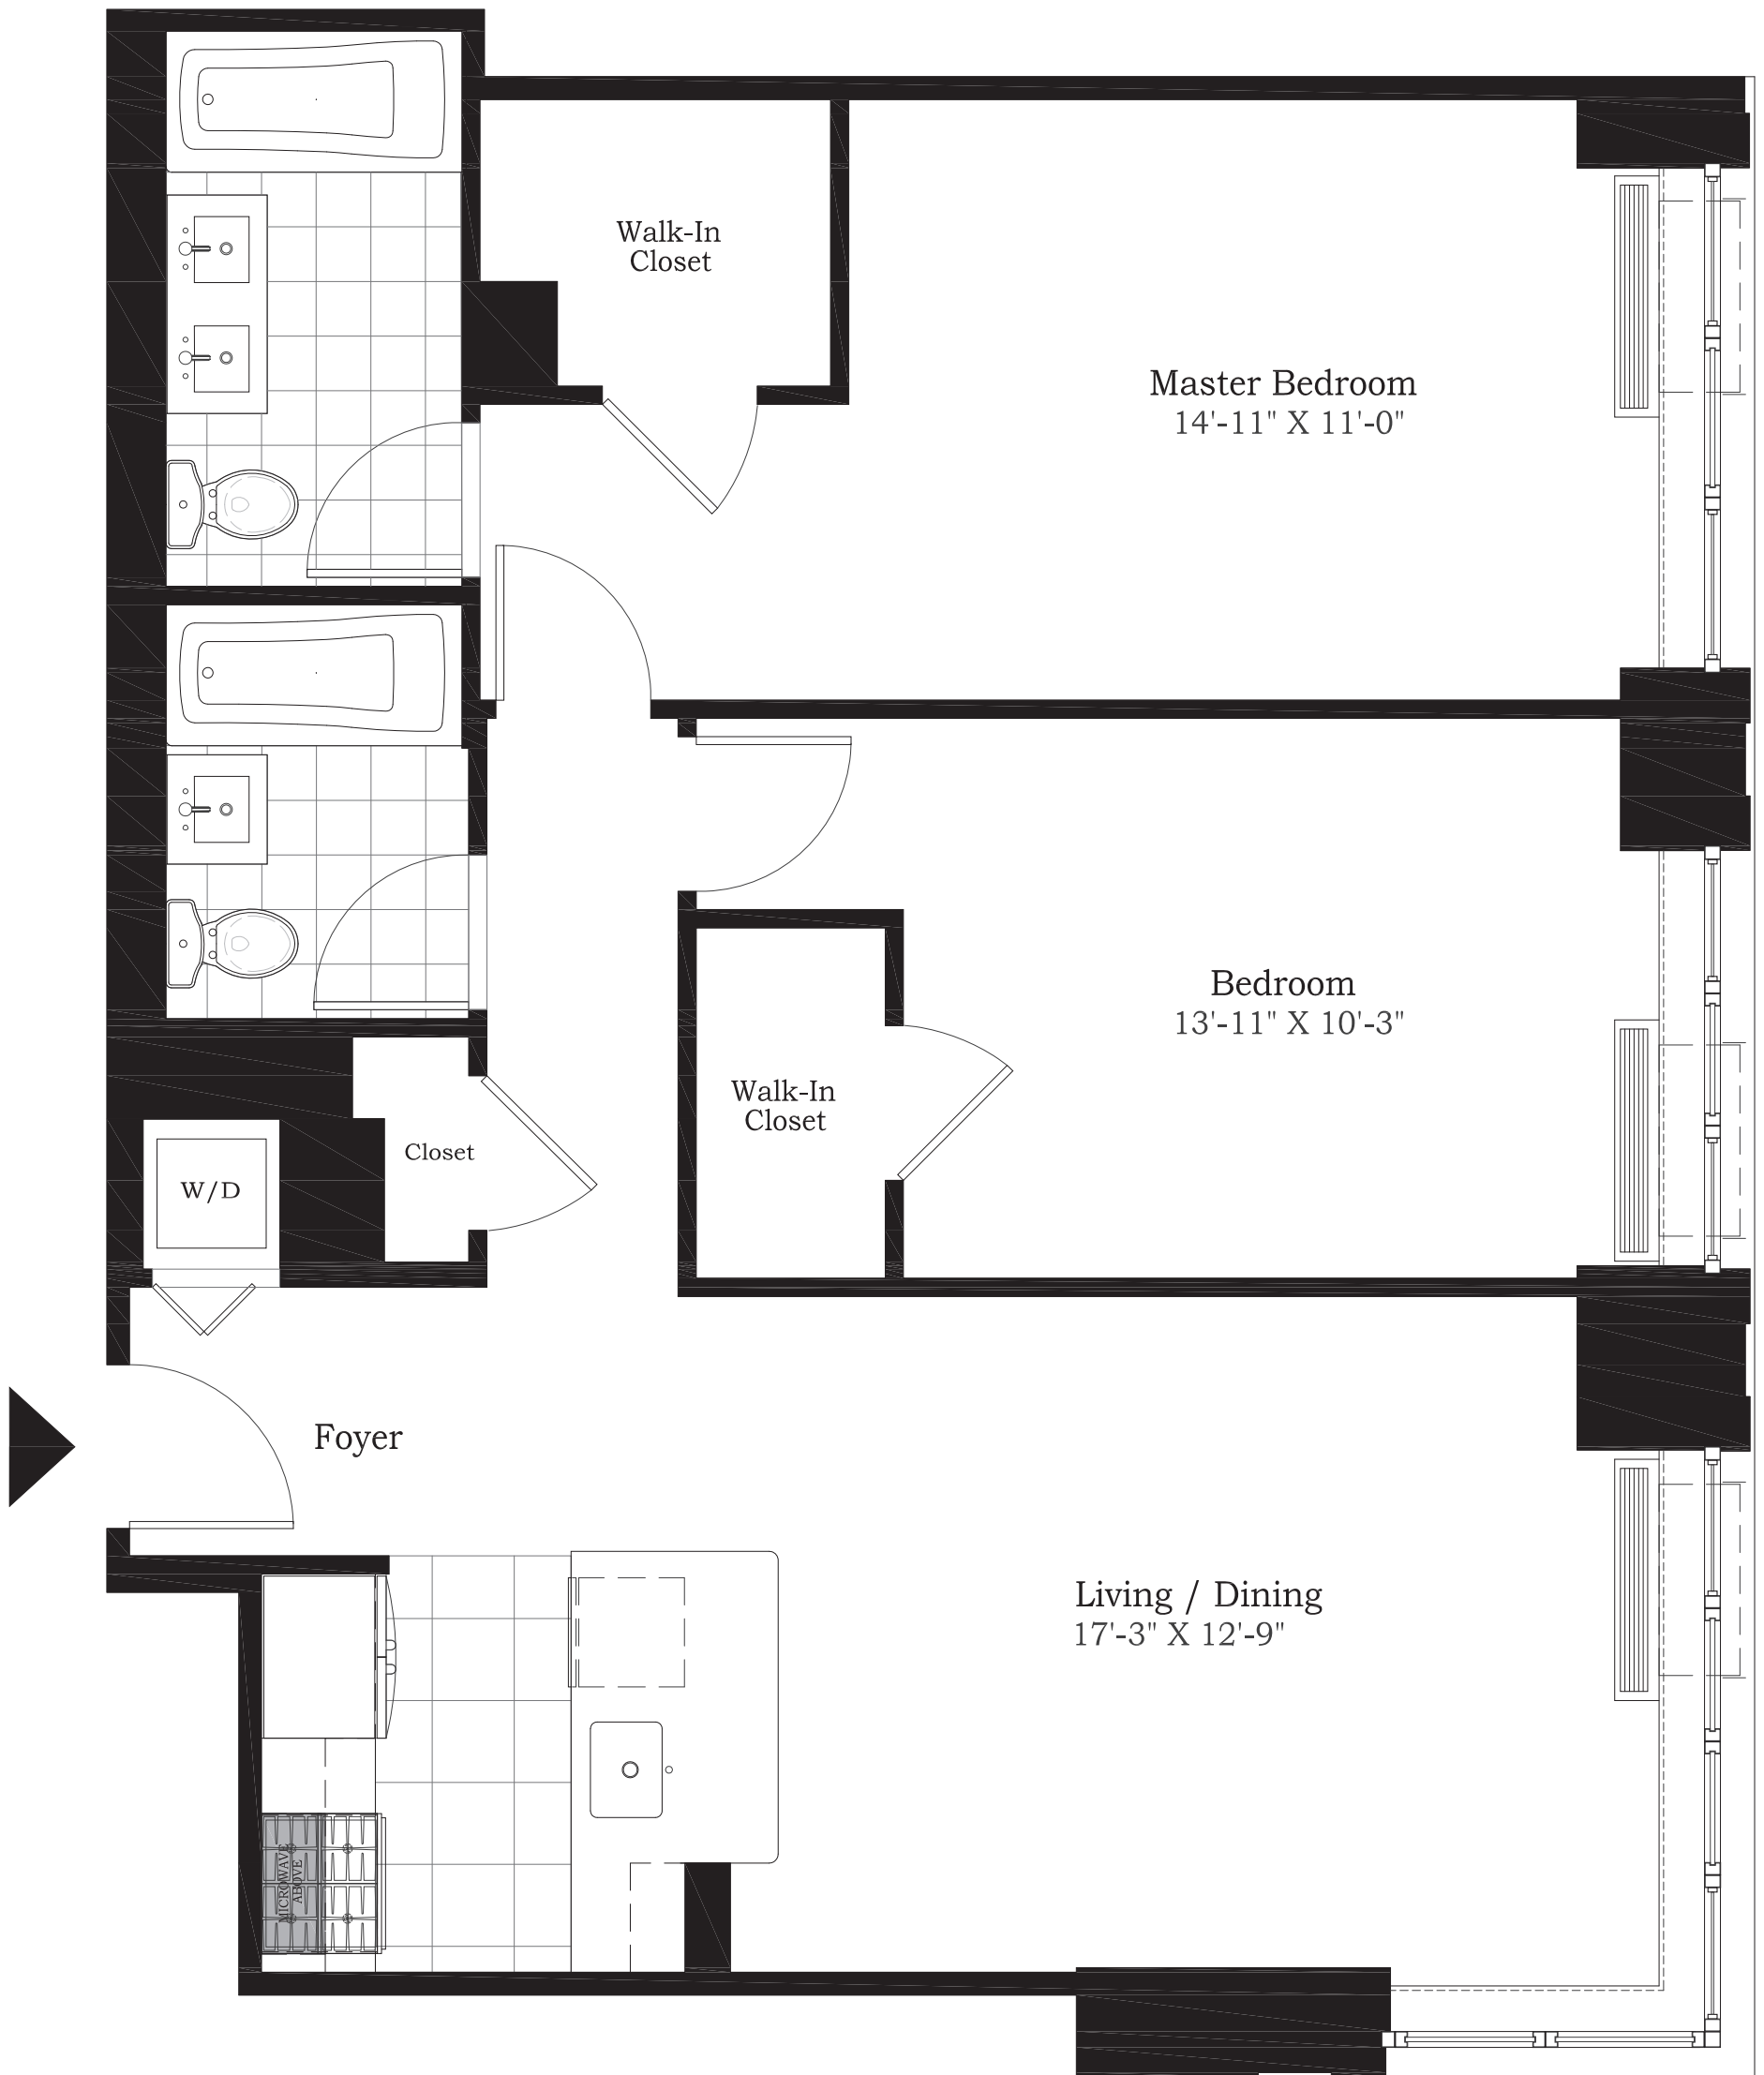 Walk-In
Closet
Master Bedroom
14'-11" X 11'-0"
Bedroom
13'-11" X 10'-3"
Walk-In
Closet
Closet
W/D
Foyer
Living / Dining
17'-3" X 12'-9"
MICROWAVE
ABOVE